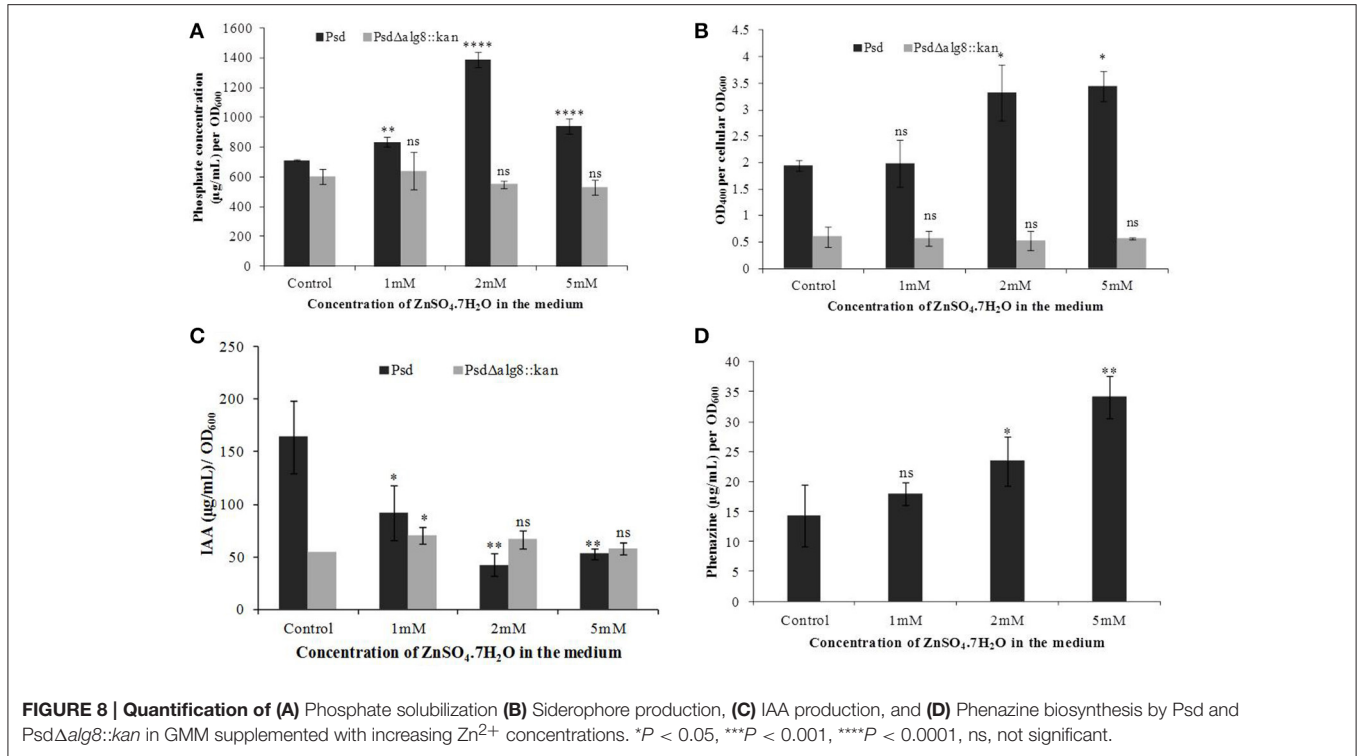 A
Psd PsdΔalg8::kan
Phosphate concentration
(µg/mL) per OD600
1600
1400
1200
1000
800
600
400
200
0
** ns **** ns **** ns
Control 1mM 2mM 5mM
Concentration of ZnSO4.7H2O in the medium
B
Psd PsdΔalg8::kan
OD400 per cellular OD600
4.5
4
3.5
3
2.5
2
1.5
1
0.5
0
ns ns * ns * ns
Control 1mM 2mM 5mM
Concentration of ZnSO4.7H2O in the medium
C
Psd PsdΔalg8::kan
IAA (µg/mL)/ OD600
250
200
150
100
50
0
* * ** ns ** ns
Control 1mM 2mM 5mM
Concentration of ZnSO4.7H2O in the medium
D
Phenazine (µg/mL) per OD600
40
35
30
25
20
15
10
5
0
ns * **
Control 1mM 2mM 5mM
Concentration of ZnSO4.7H2O in the medium
FIGURE 8 | Quantification of (A) Phosphate solubilization (B) Siderophore production, (C) IAA production, and (D) Phenazine biosynthesis by Psd and
PsdΔalg8::kan in GMM supplemented with increasing Zn2+ concentrations. *P < 0.05, ***P < 0.001, ****P < 0.0001, ns, not significant.